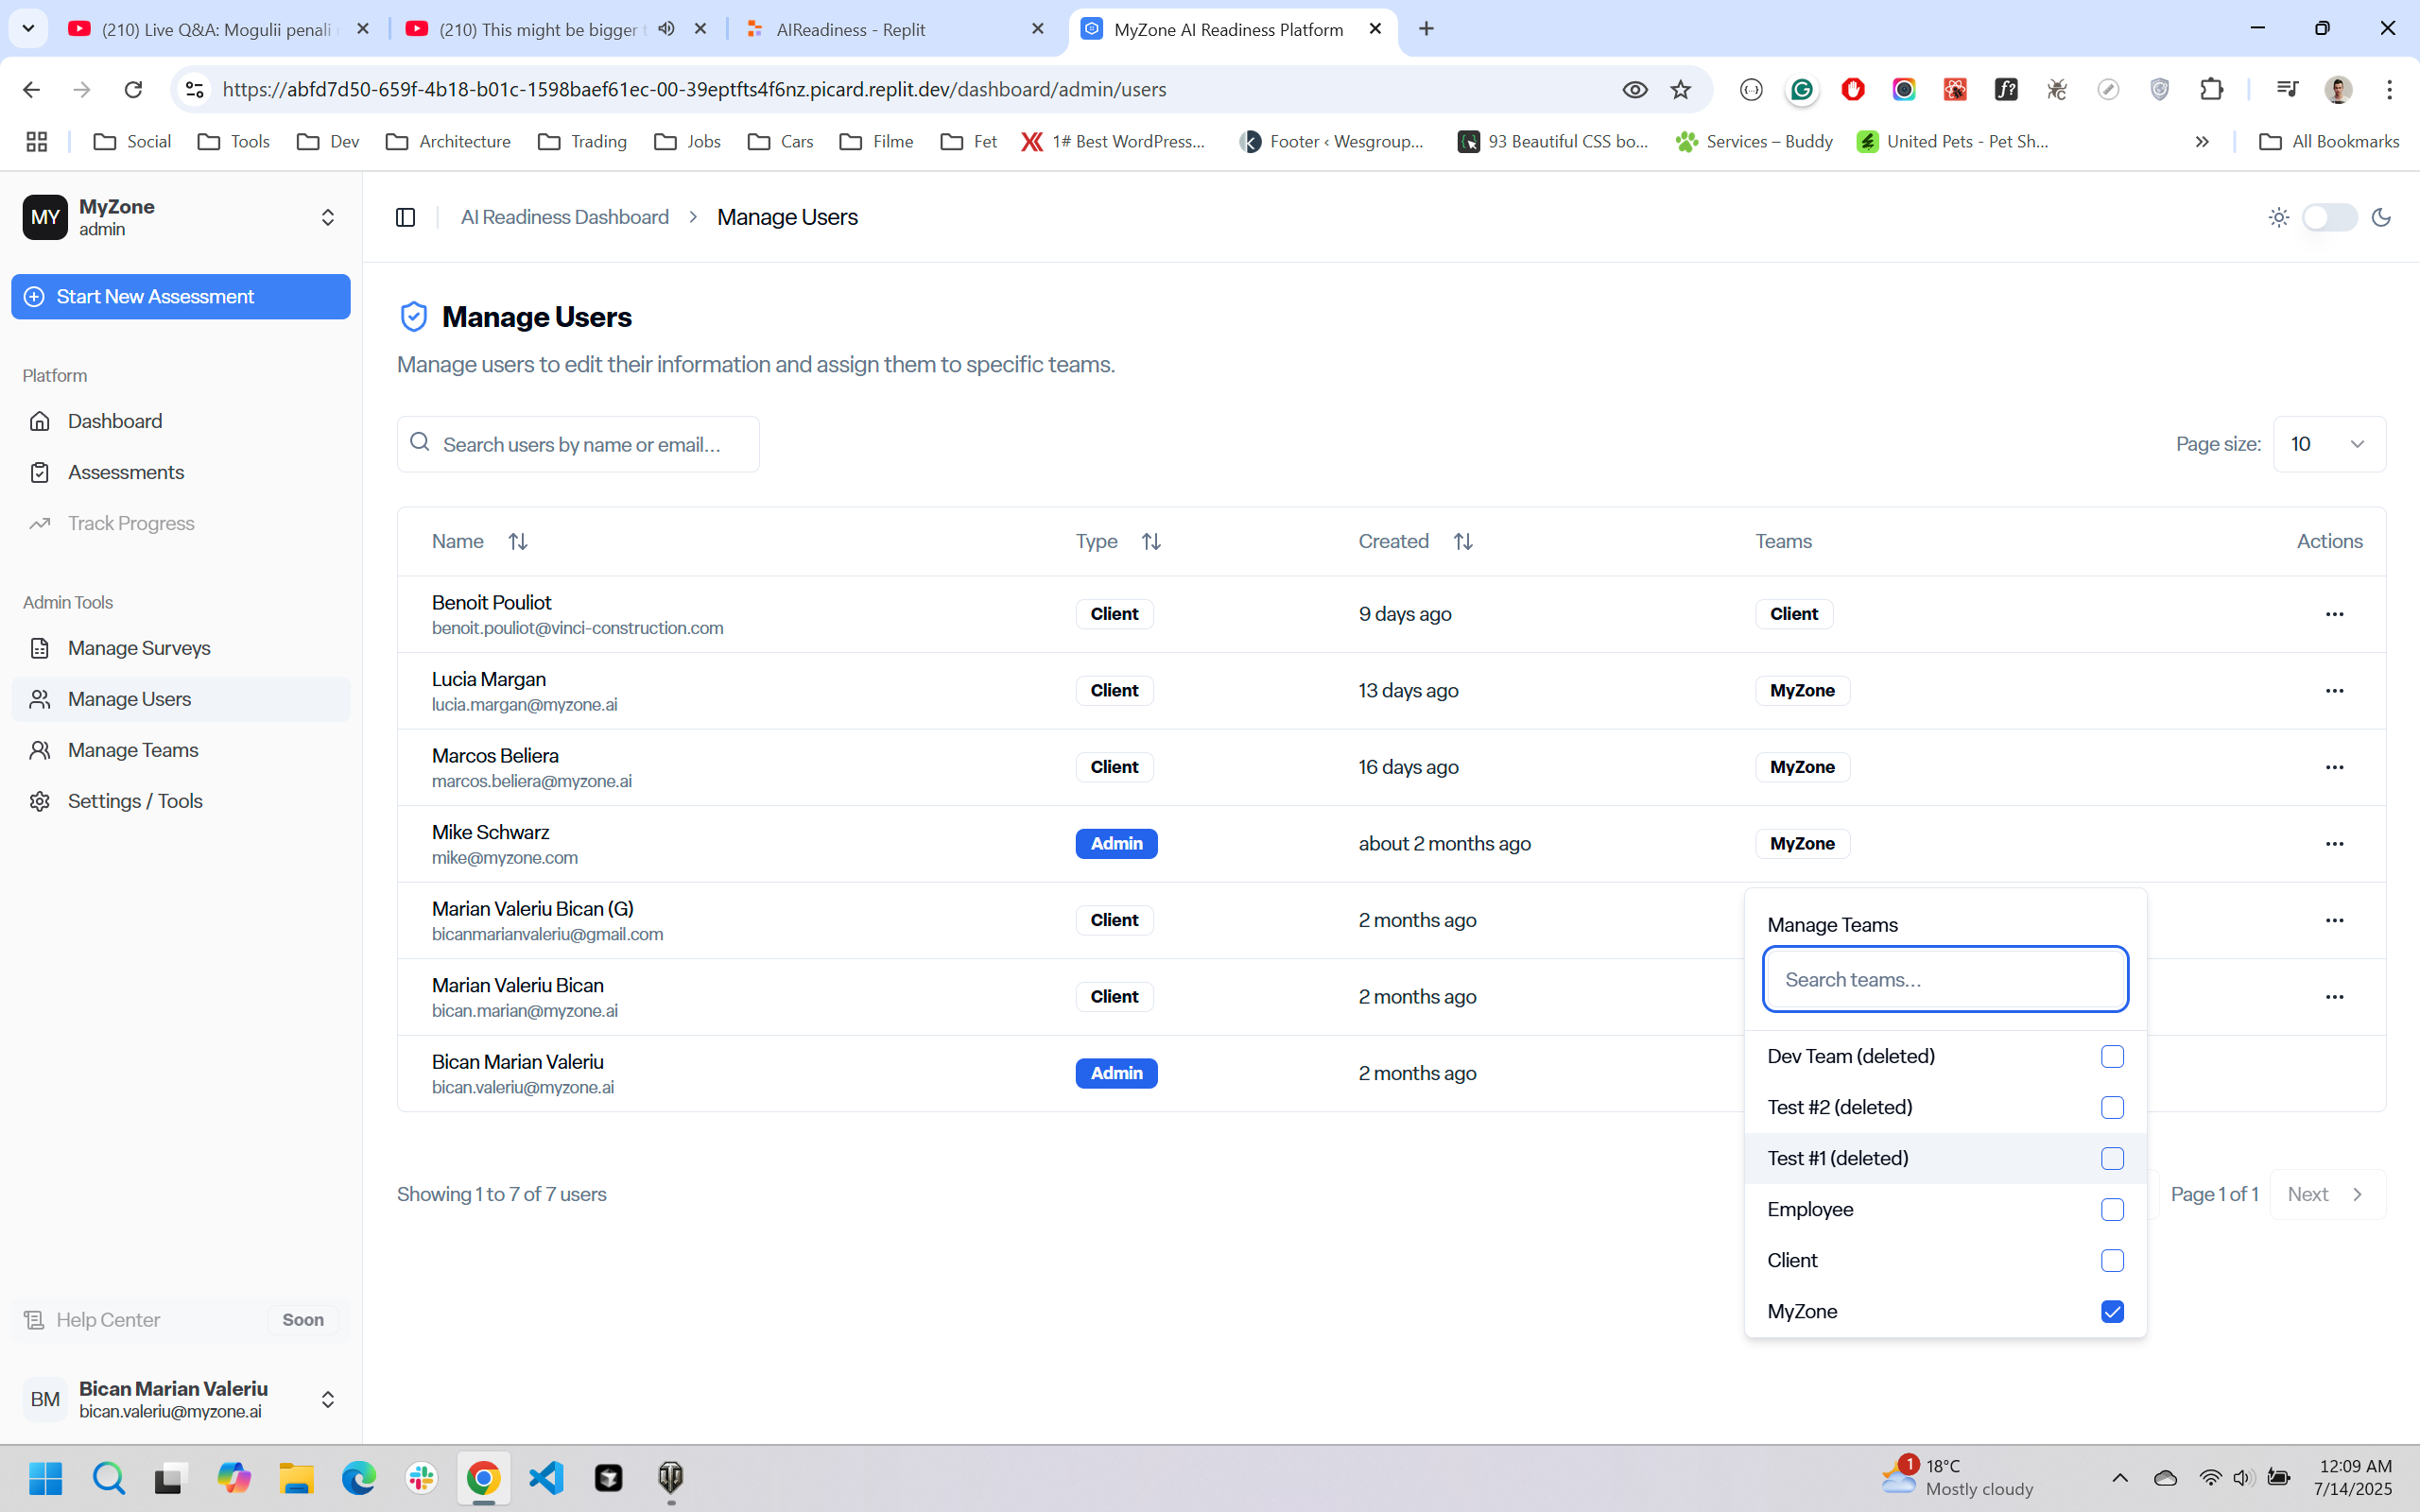 (210) Live Q&A: Mogulii penali
(210) This might be bigger t
AIReadiness - Replit
MyZone AI Readiness Platform
https://abfd7d50-659f-4b18-b01c-1598baef61ec-00-39eptfts4f6nz.picard.replit.dev/dashboard/admin/users
Social
Tools
Dev
Architecture
Trading
Jobs
Cars
Filme
Fet
1# Best WordPress...
Footer ‹ Wesgroup...
93 Beautiful CSS bo...
Services – Buddy
United Pets - Pet Sh...
All Bookmarks
MY
MyZone
admin
AI Readiness Dashboard
Manage Users
Start New Assessment
Platform
Dashboard
Assessments
Track Progress
Admin Tools
Manage Surveys
Manage Users
Manage Teams
Settings / Tools
Help Center
Soon
BM
Bican Marian Valeriu
bican.valeriu@myzone.ai
Manage Users
Manage users to edit their information and assign them to specific teams.
Search users by name or email...
Page size:
10
Name
Type
Created
Teams
Actions
Benoit Pouliot
benoit.pouliot@vinci-construction.com
Client
9 days ago
Client
Lucia Margan
lucia.margan@myzone.ai
Client
13 days ago
MyZone
Marcos Beliera
marcos.beliera@myzone.ai
Client
16 days ago
MyZone
Mike Schwarz
mike@myzone.com
Admin
about 2 months ago
MyZone
Marian Valeriu Bican (G)
bicanmarianvaleriu@gmail.com
Client
2 months ago
Marian Valeriu Bican
bican.marian@myzone.ai
Client
2 months ago
Bican Marian Valeriu
bican.valeriu@myzone.ai
Admin
2 months ago
Manage Teams
Search teams...
Dev Team (deleted)
Test #2 (deleted)
Test #1 (deleted)
Employee
Client
MyZone
Showing 1 to 7 of 7 users
Page 1 of 1
Next
1
18°C
Mostly cloudy
12:09 AM
7/14/2025